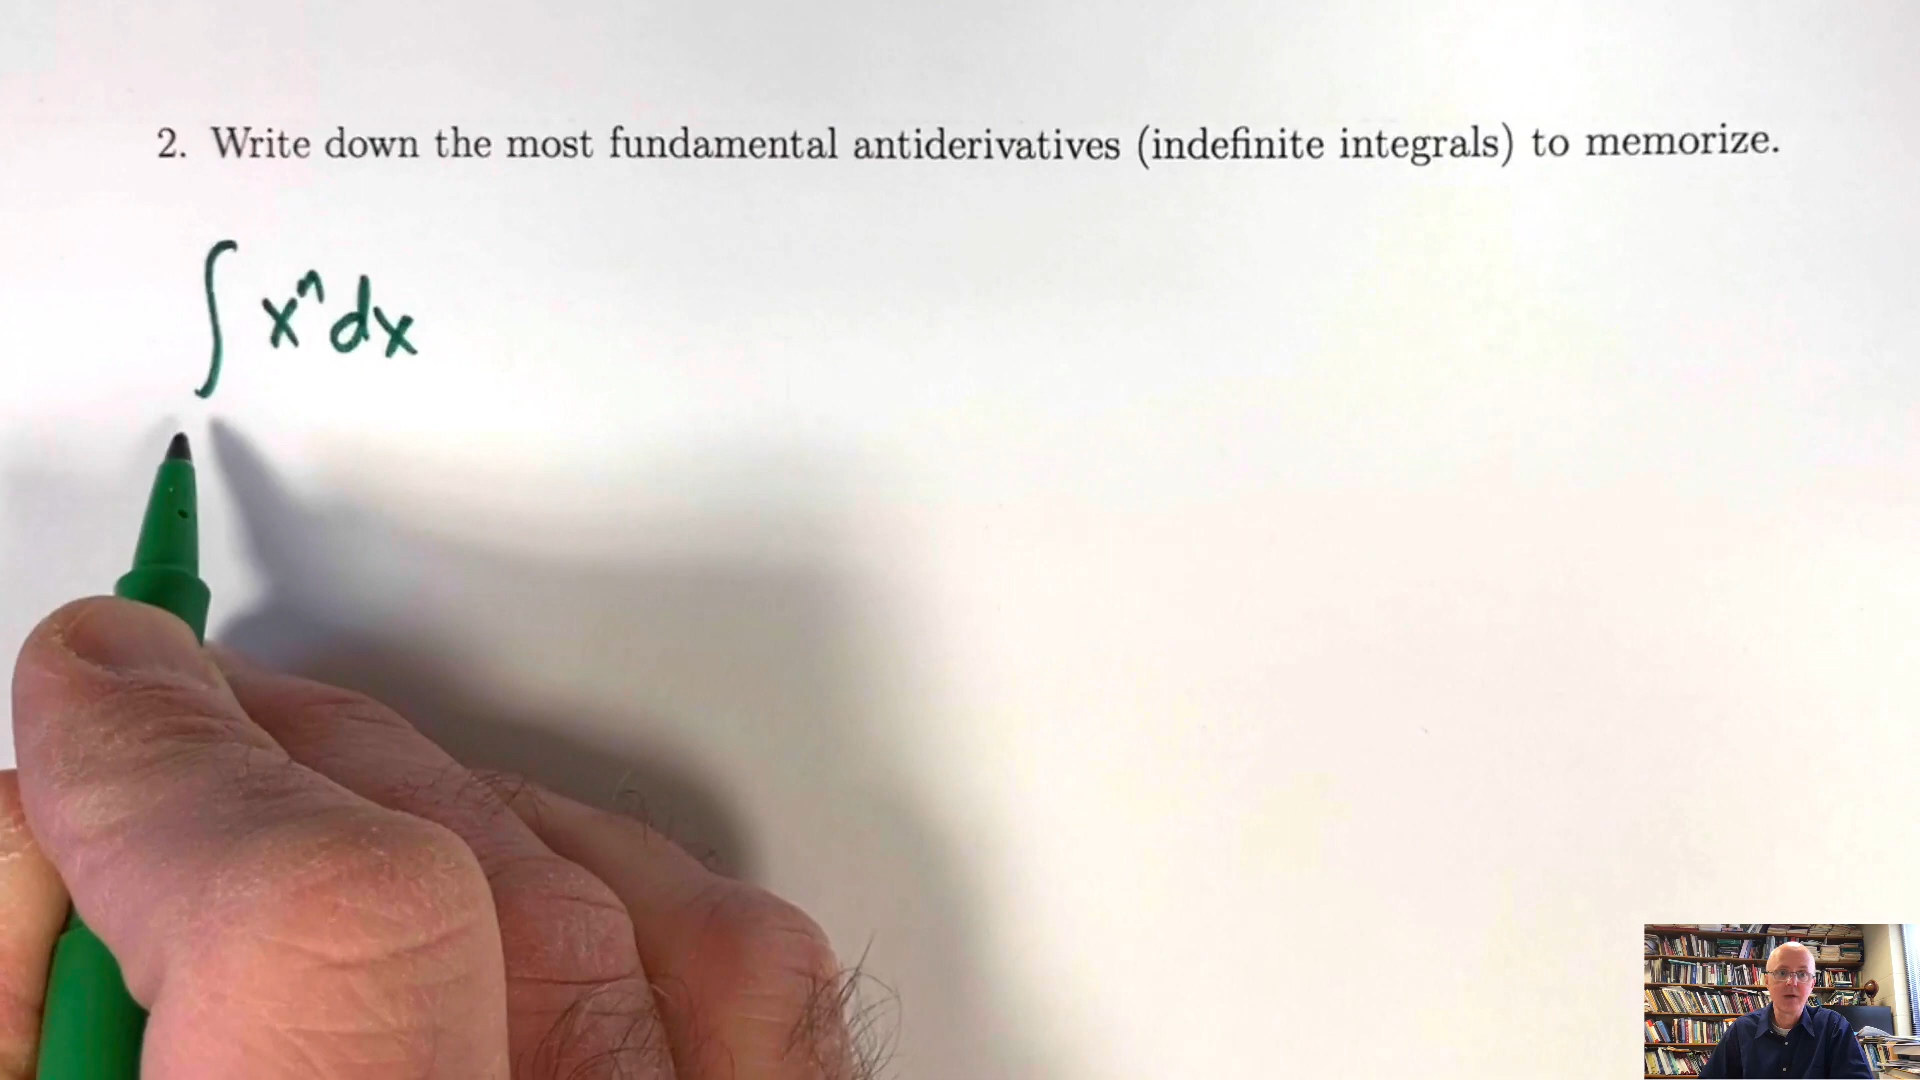 2. Write down the most fundamental antiderivatives (indefinite integrals) to memorize.
∫ xⁿ dx